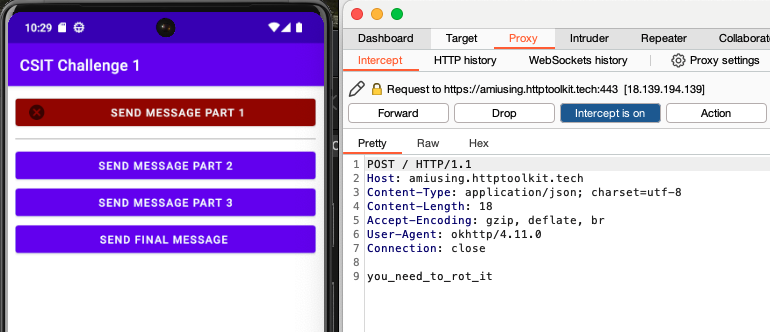 10:29
CSIT Challenge 1
SEND MESSAGE PART 1
SEND MESSAGE PART 2
SEND MESSAGE PART 3
SEND FINAL MESSAGE
Dashboard Target Proxy Intruder Repeater Collaborat
Intercept HTTP history WebSockets history Proxy settings
Request to https://amiusing.httptoolkit.tech:443 [18.139.194.139]
Forward Drop Intercept is on Action
Pretty Raw Hex
1 POST / HTTP/1.1
2 Host: amiusing.httptoolkit.tech
3 Content-Type: application/json; charset=utf-8
4 Content-Length: 18
5 Accept-Encoding: gzip, deflate, br
6 User-Agent: okhttp/4.11.0
7 Connection: close
8
9 you_need_to_rot_it